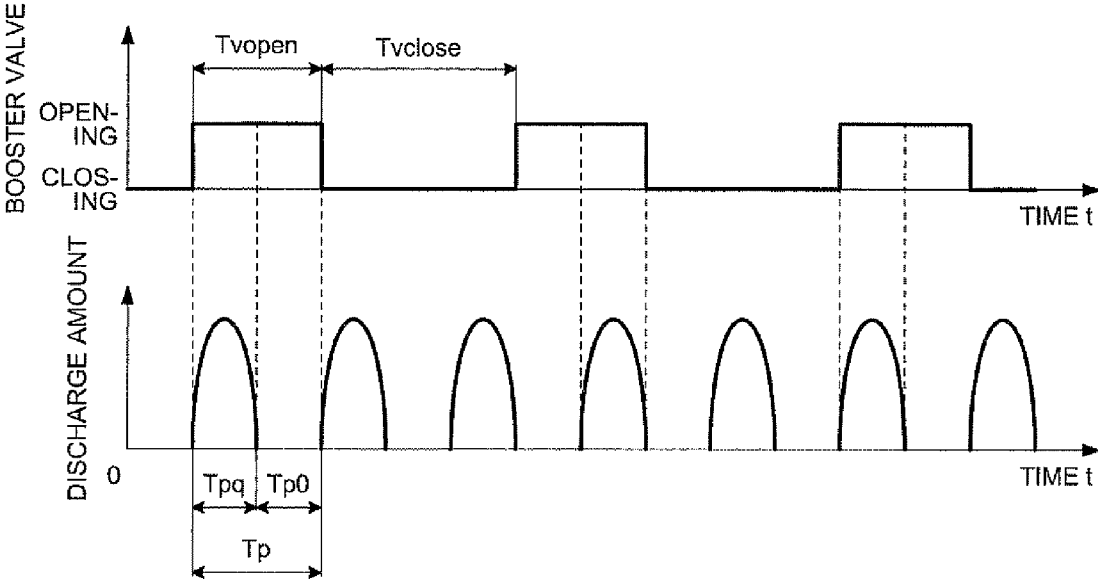 BOOSTER VALVE
Tvopen
Tvclose
OPEN-
ING
CLOS-
ING
TIME t
DISCHARGE AMOUNT
0
Tpq
Tp0
TIME t
Tp